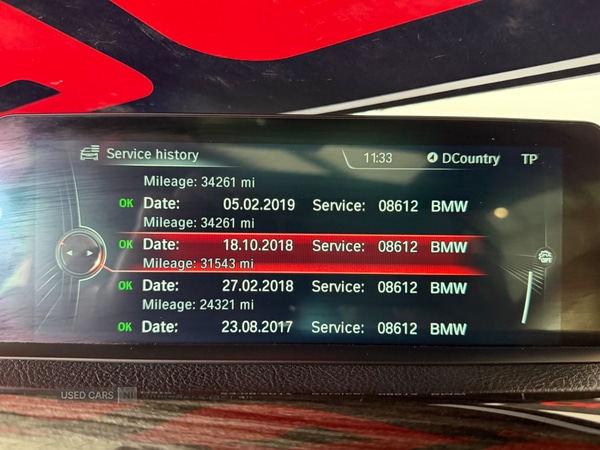 Service history 11:33 DCountry TP
Mileage: 34261 mi
OK Date: 05.02.2019 Service: 08612 BMW
Mileage: 34261 mi
OK Date: 18.10.2018 Service: 08612 BMW
Mileage: 31543 mi
OK Date: 27.02.2018 Service: 08612 BMW
Mileage: 24321 mi
OK Date: 23.08.2017 Service: 08612 BMW
USED CARS NI